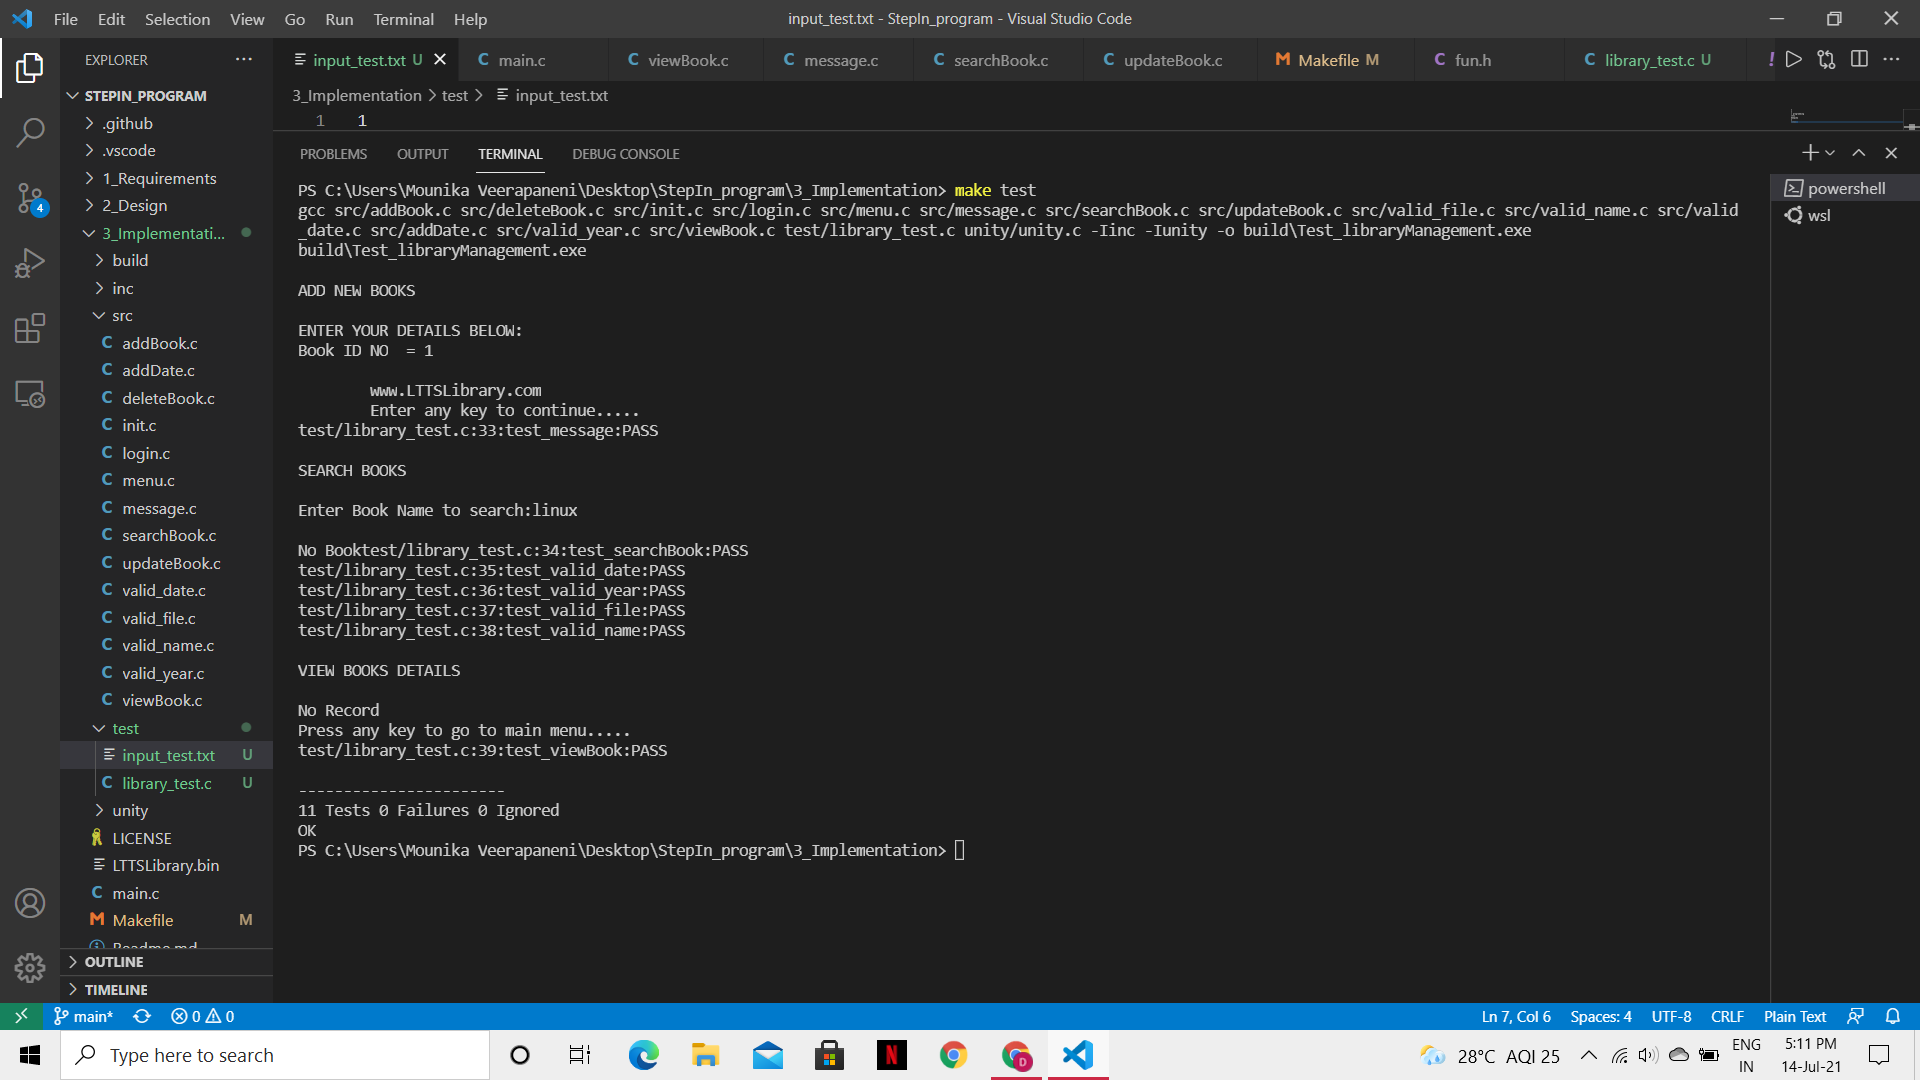 File Edit Selection View Go Run Terminal Help
input_test.txt - StepIn_program - Visual Studio Code
EXPLORER
input_test.txt U
main.c
viewBook.c
message.c
searchBook.c
updateBook.c
Makefile M
fun.h
library_test.c U
STEPIN_PROGRAM
.github
.vscode
1_Requirements
2_Design
3_Implementati...
build
inc
src
addBook.c
addDate.c
deleteBook.c
init.c
login.c
menu.c
message.c
searchBook.c
updateBook.c
valid_date.c
valid_file.c
valid_name.c
valid_year.c
viewBook.c
test
input_test.txt U
library_test.c U
unity
LICENSE
LTTSLibrary.bin
main.c
Makefile M
Readme.md
OUTLINE
TIMELINE
4
3_Implementation > test > input_test.txt
1 1
PROBLEMS OUTPUT TERMINAL DEBUG CONSOLE
powershell
wsl
PS C:\Users\Mounika Veerapaneni\Desktop\StepIn_program\3_Implementation> make test
gcc src/addBook.c src/deleteBook.c src/init.c src/login.c src/menu.c src/message.c src/searchBook.c src/updateBook.c src/valid_file.c src/valid_name.c src/valid
_date.c src/addDate.c src/valid_year.c src/viewBook.c test/library_test.c unity/unity.c -Iinc -Iunity -o build\Test_libraryManagement.exe
build\Test_libraryManagement.exe
ADD NEW BOOKS
ENTER YOUR DETAILS BELOW:
Book ID NO  = 1
www.LTTSLibrary.com
Enter any key to continue.....
test/library_test.c:33:test_message:PASS
SEARCH BOOKS
Enter Book Name to search:linux
No Booktest/library_test.c:34:test_searchBook:PASS
test/library_test.c:35:test_valid_date:PASS
test/library_test.c:36:test_valid_year:PASS
test/library_test.c:37:test_valid_file:PASS
test/library_test.c:38:test_valid_name:PASS
VIEW BOOKS DETAILS
No Record
Press any key to go to main menu.....
test/library_test.c:39:test_viewBook:PASS
-----------------------
11 Tests 0 Failures 0 Ignored
OK
PS C:\Users\Mounika Veerapaneni\Desktop\StepIn_program\3_Implementation>
main* 0 0
Ln 7, Col 6 Spaces: 4 UTF-8 CRLF Plain Text
Type here to search
28°C AQI 25
ENG
IN
5:11 PM
14-Jul-21